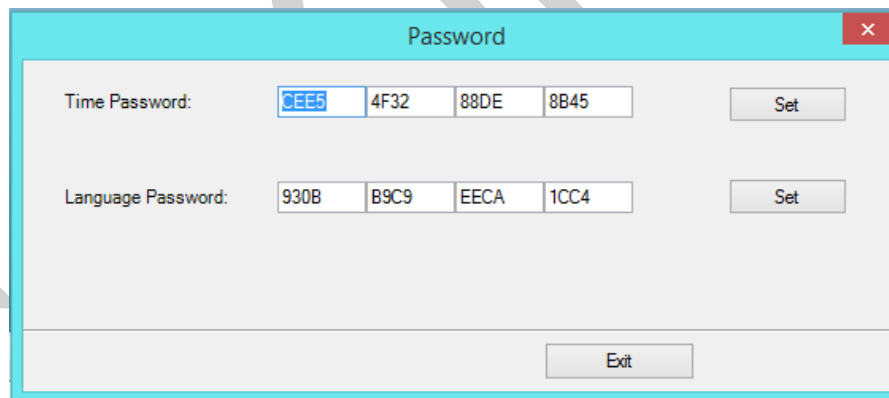 Password
Time Password: CEE5 4F32 88DE 8B45 Set
Language Password: 930B B9C9 EECA 1CC4 Set
Exit